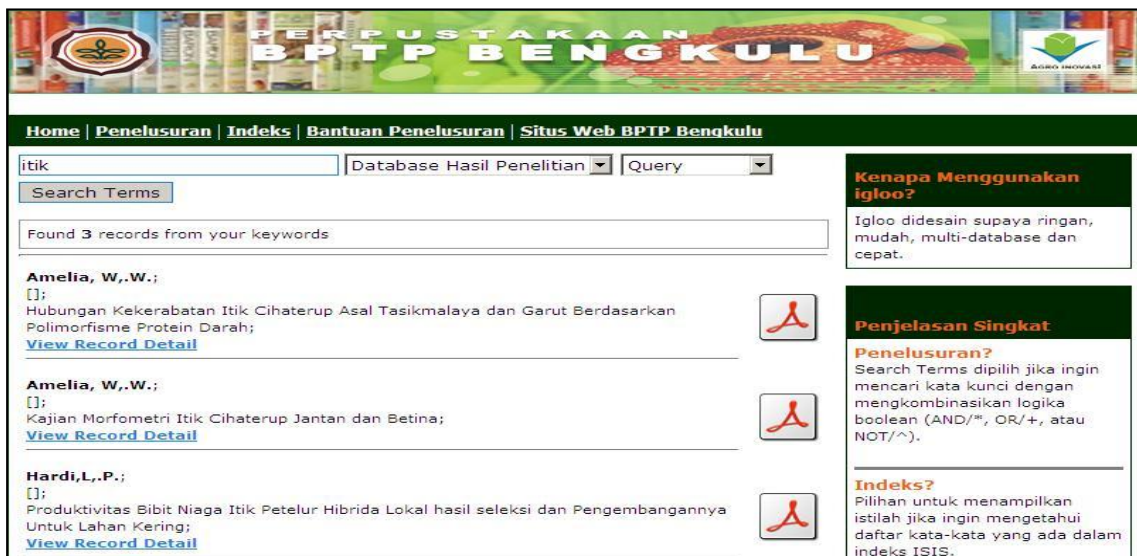 PERPUSTAKAAN
BPTP BENGKULU
AGRO INOVASI
Home | Penelusuran | Indeks | Bantuan Penelusuran | Situs Web BPTP Bengkulu
itik
Database Hasil Penelitian
Query
Search Terms
Found 3 records from your keywords
Amelia, W,.W.;
[];
Hubungan Kekerabatan Itik Cihaterup Asal Tasikmalaya dan Garut Berdasarkan
Polimorfisme Protein Darah;
View Record Detail
Amelia, W,.W.;
[];
Kajian Morfometri Itik Cihaterup Jantan dan Betina;
View Record Detail
Hardi,L,.P.;
[];
Produktivitas Bibit Niaga Itik Petelur Hibrida Lokal hasil seleksi dan Pengembangannya
Untuk Lahan Kering;
View Record Detail
Kenapa Menggunakan
igloo?
Igloo didesain supaya ringan,
mudah, multi-database dan
cepat.
Penjelasan Singkat
Penelusuran?
Search Terms dipilih jika ingin
mencari kata kunci dengan
mengkombinasikan logika
boolean (AND/*, OR/+, atau
NOT/^).
Indeks?
Pilihan untuk menampilkan
istilah jika ingin mengetahui
daftar kata-kata yang ada dalam
indeks ISIS.